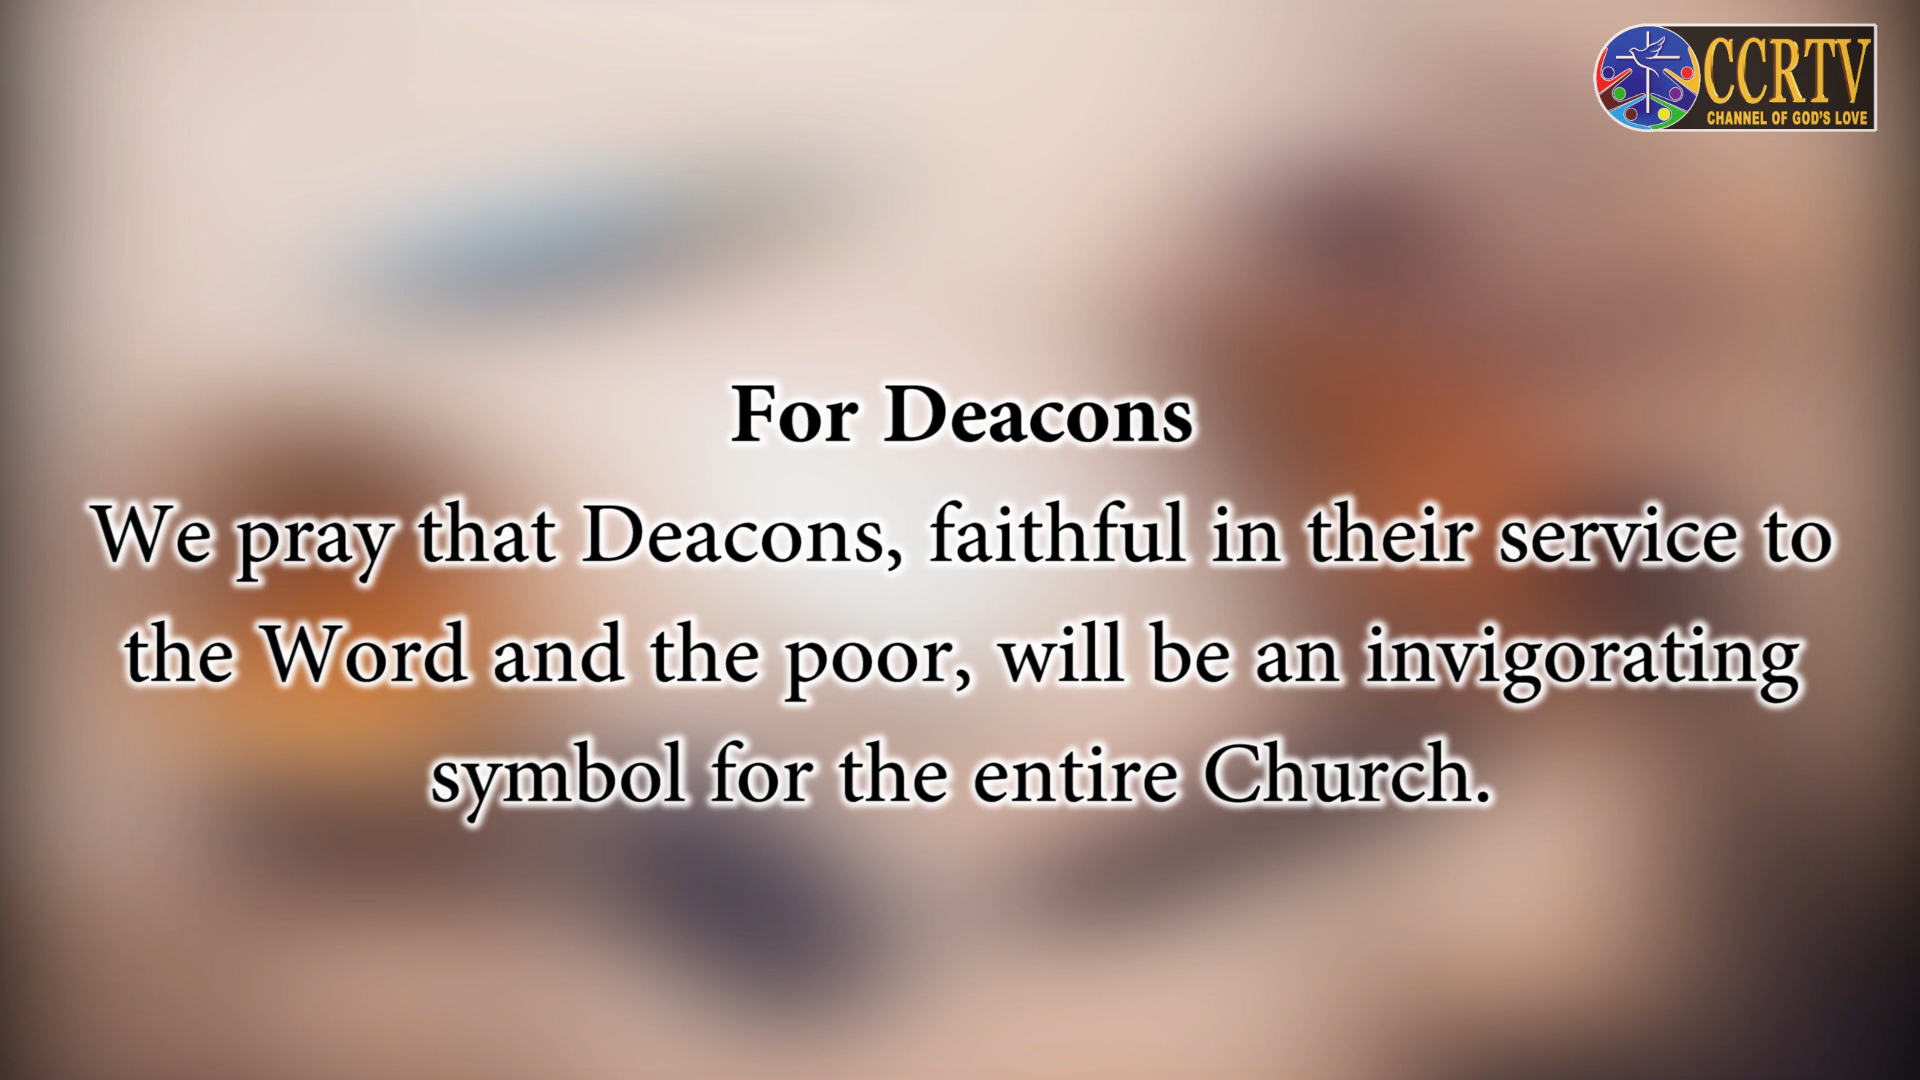 CCRTV
CHANNEL OF GOD'S LOVE
For Deacons
We pray that Deacons, faithful in their service to
the Word and the poor, will be an invigorating
symbol for the entire Church.